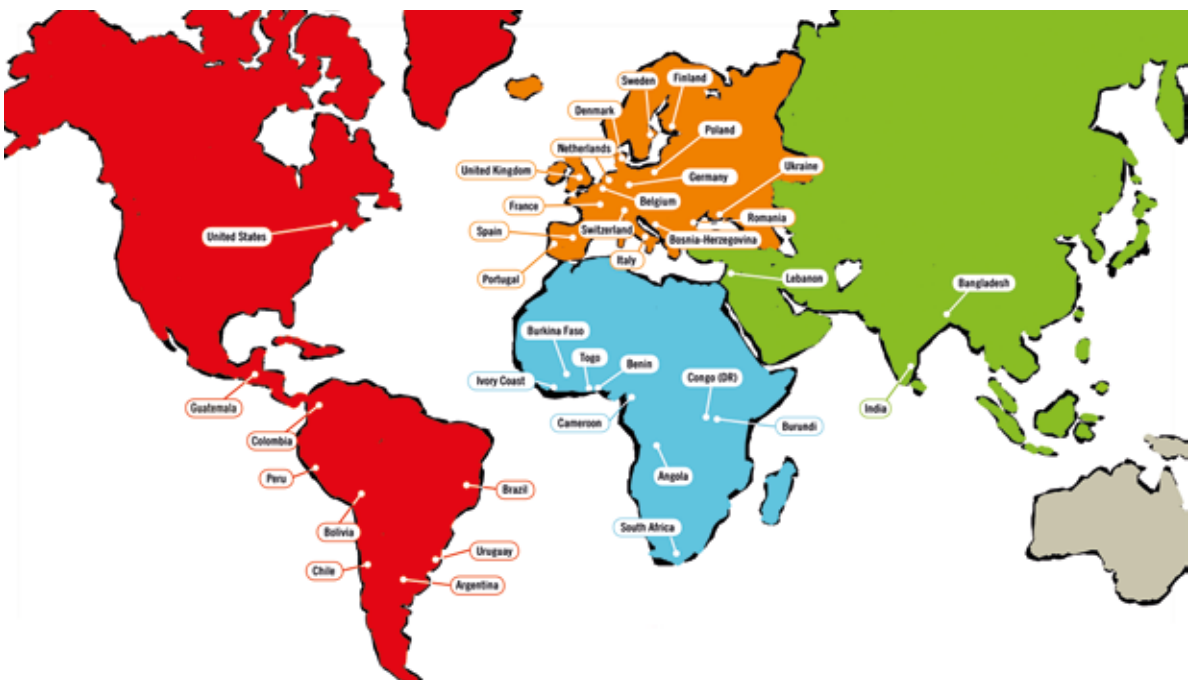 Sweden
Finland
Denmark
Poland
Netherlands
United Kingdom
Germany
Ukraine
France
Belgium
Romania
Spain
Switzerland
Bosnia-Herzegovina
United States
Italy
Portugal
Lebanon
Bangladesh
Burkina Faso
Togo
Benin
Ivory Coast
Congo (DR)
Guatemala
India
Cameroon
Burundi
Colombia
Peru
Angola
Brazil
Bolivia
South Africa
Uruguay
Chile
Argentina